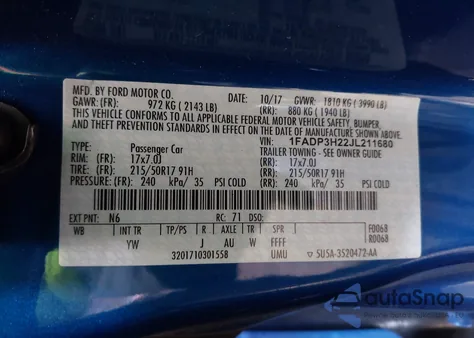 MFD. BY FORD MOTOR CO.
DATE: 10/17 GVWR: 1810 KG ( 3990 LB)
GAWR: (FR): 972 KG ( 2143 LB) (RR): 880 KG ( 1940 LB)
THIS VEHICLE CONFORMS TO ALL APPLICABLE FEDERAL MOTOR VEHICLE SAFETY, BUMPER,
AND THEFT PREVENTION STANDARDS IN EFFECT ON THE DATE OF MANUFACTURE SHOWN ABOVE.
VIN: 1FADP3H22JL211680
TYPE: Passenger Car TRAILER TOWING - SEE OWNER GUIDE
RIM: (FR) 17x7.0J (RR): 17x7.0J
TIRE: (FR) 215/50R17 91H (RR): 215/50R17 91H
PRESSURE: (FR) 240 kPa/ 35 PSI COLD (RR): 240 kPa/ 35 PSI COLD
EXT PNT: N6 RC: 71 DSO:
WB INT TR TP/PS R AX TR SPR F0068
YW J AU W FFFF R0068
3201710301558 UMU SU5A-3520472-AA
autoSnap